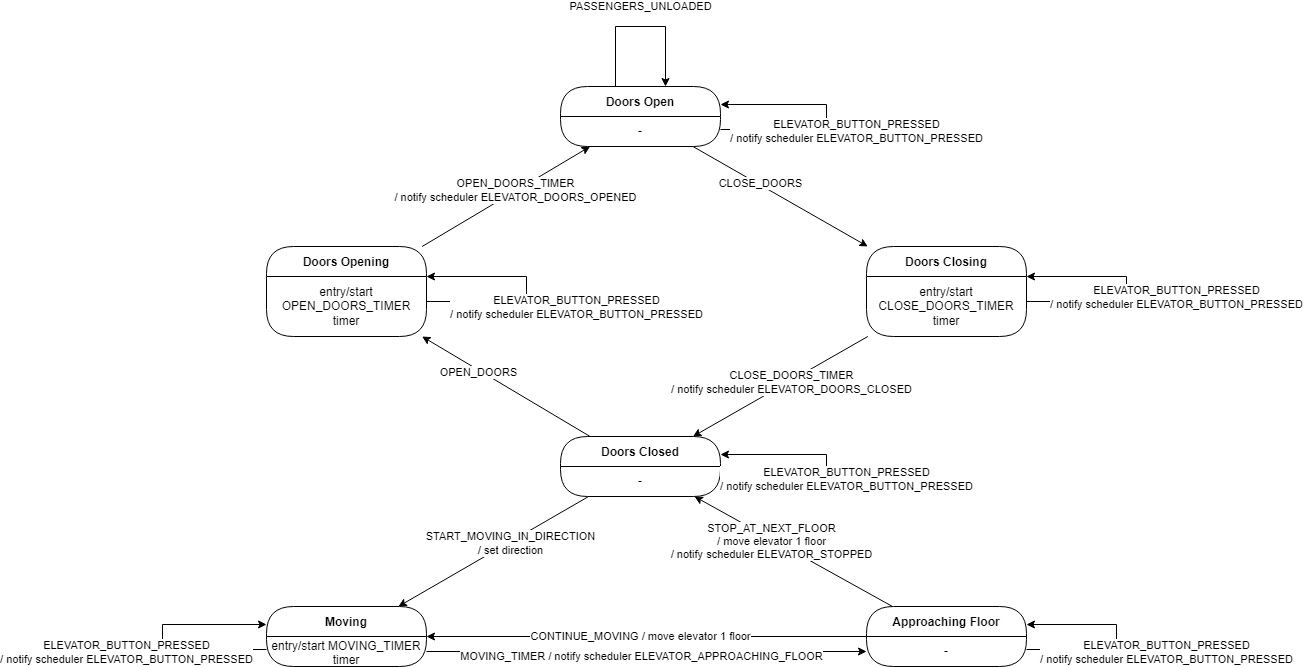 PASSENGERS_UNLOADED
Doors Open
-
ELEVATOR_BUTTON_PRESSED
/ notify scheduler ELEVATOR_BUTTON_PRESSED
OPEN_DOORS_TIMER
/ notify scheduler ELEVATOR_DOORS_OPENED
CLOSE_DOORS
Doors Opening
entry/start
OPEN_DOORS_TIMER
timer
ELEVATOR_BUTTON_PRESSED
/ notify scheduler ELEVATOR_BUTTON_PRESSED
Doors Closing
entry/start
CLOSE_DOORS_TIMER
timer
ELEVATOR_BUTTON_PRESSED
/ notify scheduler ELEVATOR_BUTTON_PRESSED
OPEN_DOORS
CLOSE_DOORS_TIMER
/ notify scheduler ELEVATOR_DOORS_CLOSED
Doors Closed
-
ELEVATOR_BUTTON_PRESSED
/ notify scheduler ELEVATOR_BUTTON_PRESSED
START_MOVING_IN_DIRECTION
/ set direction
STOP_AT_NEXT_FLOOR
/ move elevator 1 floor
/ notify scheduler ELEVATOR_STOPPED
ELEVATOR_BUTTON_PRESSED
/ notify scheduler ELEVATOR_BUTTON_PRESSED
Moving
entry/start MOVING_TIMER
timer
CONTINUE_MOVING / move elevator 1 floor
MOVING_TIMER / notify scheduler ELEVATOR_APPROACHING_FLOOR
Approaching Floor
-
ELEVATOR_BUTTON_PRESSED
/ notify scheduler ELEVATOR_BUTTON_PRESSED